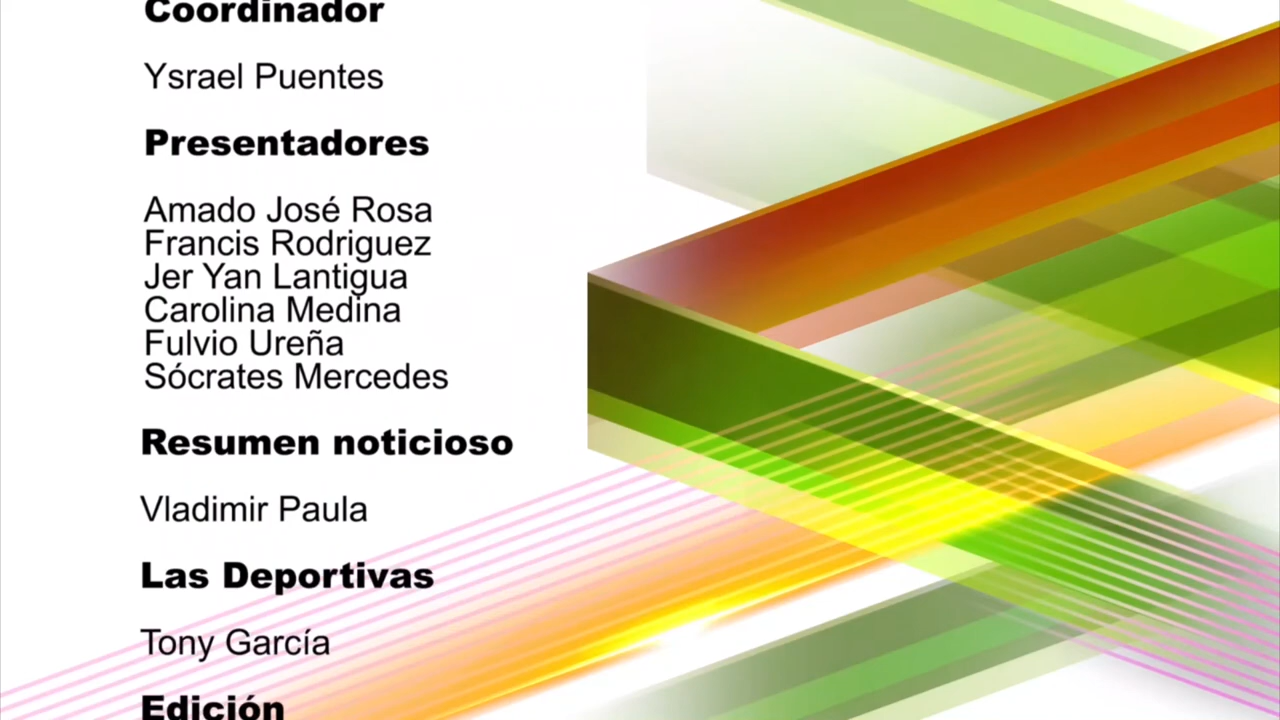 Coordinador
Ysrael Puentes
Presentadores
Amado José Rosa
Francis Rodriguez
Jer Yan Lantigua
Carolina Medina
Fulvio Ureña
Sócrates Mercedes
Resumen noticioso
Vladimir Paula
Las Deportivas
Tony García
Edición